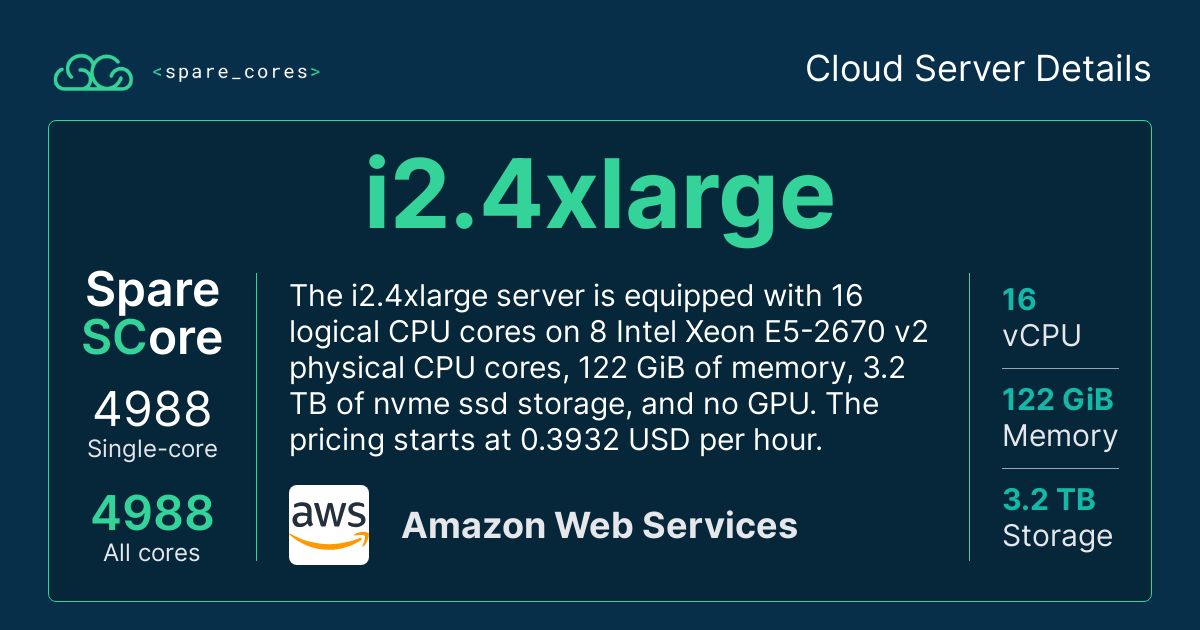 <spare_cores>
Cloud Server Details
i2.4xlarge
Spare
SCore
4988
Single-core
4988
All cores
The i2.4xlarge server is equipped with 16
logical CPU cores on 8 Intel Xeon E5-2670 v2
physical CPU cores, 122 GiB of memory, 3.2
TB of nvme ssd storage, and no GPU. The
pricing starts at 0.3932 USD per hour.
aws
Amazon Web Services
16
vCPU
122 GiB
Memory
3.2 TB
Storage